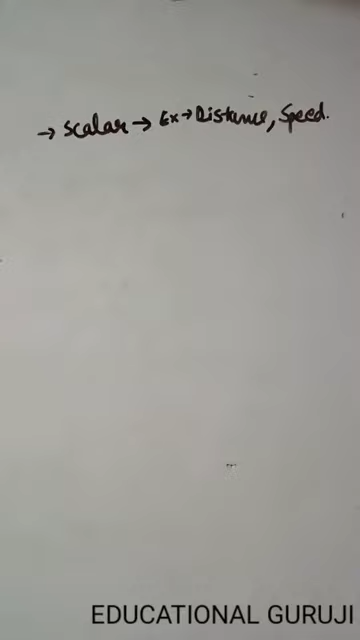 → Scalar → Ex → Distance, Speed.
EDUCATIONAL GURUJI